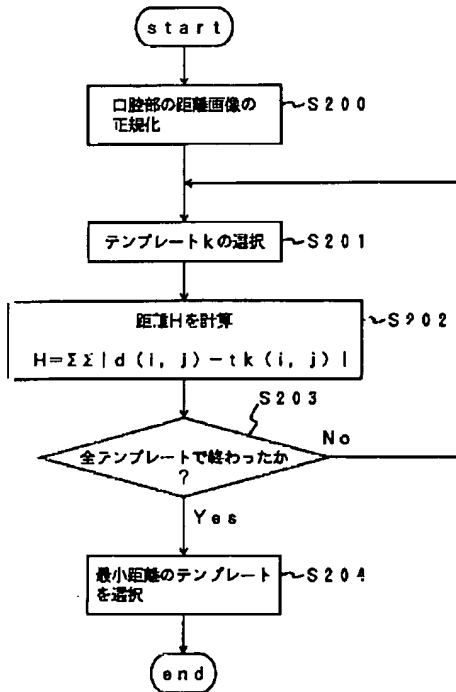 start
口腔部の距離画像の
正規化
S200
テンプレートkの選択
S201
距離Hを計算
S202
H=ΣΣ|d(i,j)-tk(i,j)|
S203
全テンプレートで終わったか
?
No
Yes
最小距離のテンプレート
を選択
S204
end